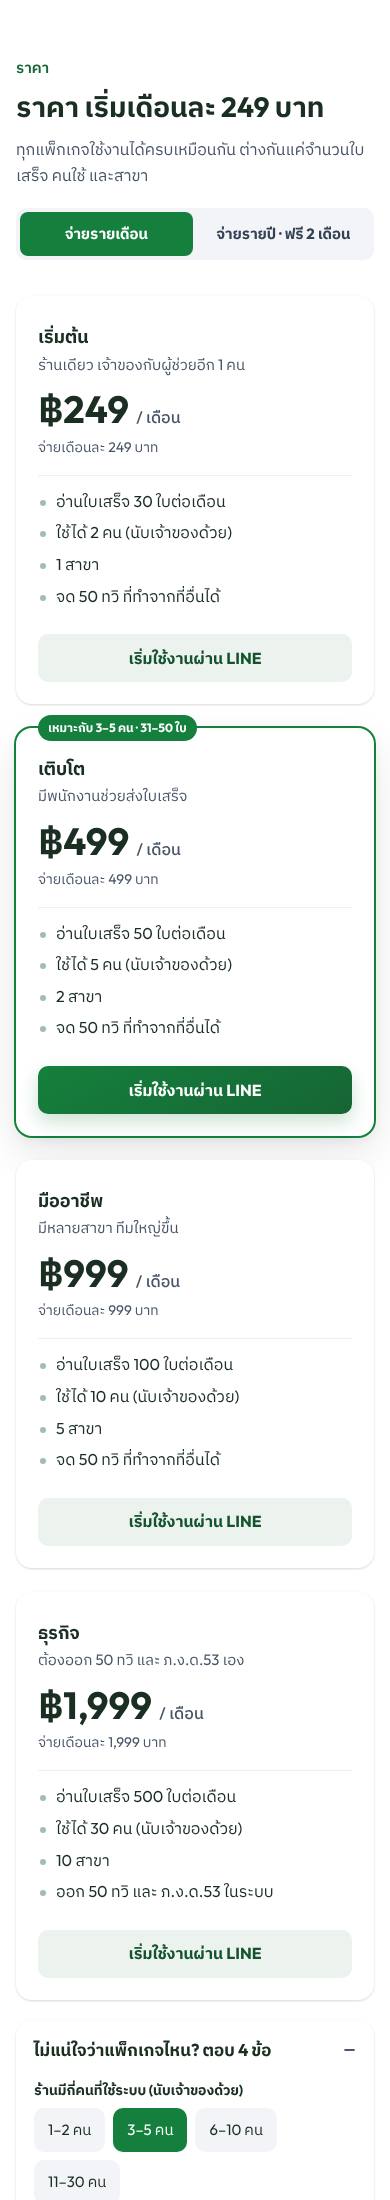 ราคา
ราคา เริ่มเดือนละ 249 บาท
ทุกแพ็กเกจใช้งานได้ครบเหมือนกัน ต่างกันแค่จำนวนใบ
เสร็จ คนใช้ และสาขา
จ่ายรายเดือน
จ่ายรายปี · ฟรี 2 เดือน
เริ่มต้น
ร้านเดียว เจ้าของกับผู้ช่วยอีก 1 คน
฿249 / เดือน
จ่ายเดือนละ 249 บาท
อ่านใบเสร็จ 30 ใบต่อเดือน
ใช้ได้ 2 คน (นับเจ้าของด้วย)
1 สาขา
จด 50 ทวิ ที่ทำจากที่อื่นได้
เริ่มใช้งานผ่าน LINE
เหมาะกับ 3–5 คน · 31–50 ใบ
เติบโต
มีพนักงานช่วยส่งใบเสร็จ
฿499 / เดือน
จ่ายเดือนละ 499 บาท
อ่านใบเสร็จ 50 ใบต่อเดือน
ใช้ได้ 5 คน (นับเจ้าของด้วย)
2 สาขา
จด 50 ทวิ ที่ทำจากที่อื่นได้
เริ่มใช้งานผ่าน LINE
มืออาชีพ
มีหลายสาขา ทีมใหญ่ขึ้น
฿999 / เดือน
จ่ายเดือนละ 999 บาท
อ่านใบเสร็จ 100 ใบต่อเดือน
ใช้ได้ 10 คน (นับเจ้าของด้วย)
5 สาขา
จด 50 ทวิ ที่ทำจากที่อื่นได้
เริ่มใช้งานผ่าน LINE
ธุรกิจ
ต้องออก 50 ทวิ และ ภ.ง.ด.53 เอง
฿1,999 / เดือน
จ่ายเดือนละ 1,999 บาท
อ่านใบเสร็จ 500 ใบต่อเดือน
ใช้ได้ 30 คน (นับเจ้าของด้วย)
10 สาขา
ออก 50 ทวิ และ ภ.ง.ด.53 ในระบบ
เริ่มใช้งานผ่าน LINE
ไม่แน่ใจว่าแพ็กเกจไหน? ตอบ 4 ข้อ
ร้านมีกี่คนที่ใช้ระบบ (นับเจ้าของด้วย)
1–2 คน
3–5 คน
6–10 คน
11–30 คน